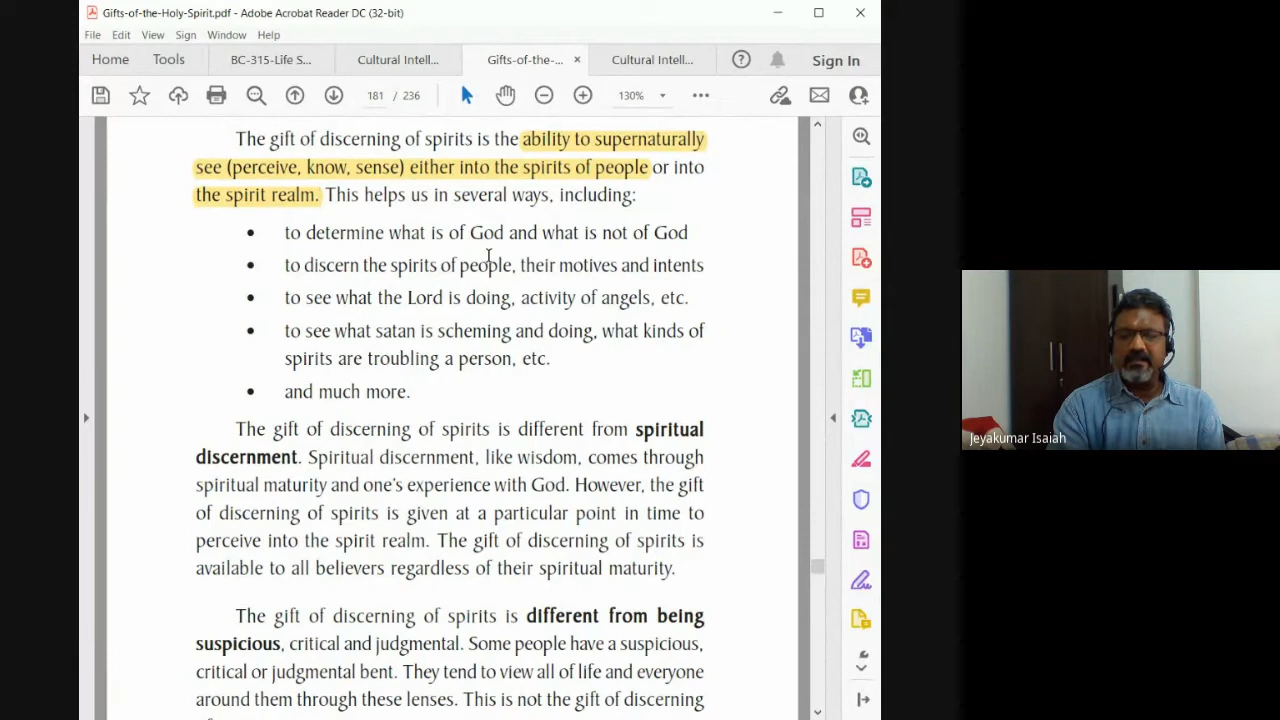 Gifts-of-the-Holy-Spirit.pdf - Adobe Acrobat Reader DC (32-bit)
File Edit View Sign Window Help
Home Tools BC-315-Life S... Cultural Intell... Gifts-of-the-... × Cultural Intell... Sign In
181 / 236 130%
The gift of discerning of spirits is the ability to supernaturally
see (perceive, know, sense) either into the spirits of people or into
the spirit realm. This helps us in several ways, including:
• to determine what is of God and what is not of God
• to discern the spirits of people, their motives and intents
• to see what the Lord is doing, activity of angels, etc.
• to see what satan is scheming and doing, what kinds of
spirits are troubling a person, etc.
• and much more.
The gift of discerning of spirits is different from spiritual
discernment. Spiritual discernment, like wisdom, comes through
spiritual maturity and one's experience with God. However, the gift
of discerning of spirits is given at a particular point in time to
perceive into the spirit realm. The gift of discerning of spirits is
available to all believers regardless of their spiritual maturity.
The gift of discerning of spirits is different from being
suspicious, critical and judgmental. Some people have a suspicious,
critical or judgmental bent. They tend to view all of life and everyone
around them through these lenses. This is not the gift of discerning
Jeyakumar Isaiah